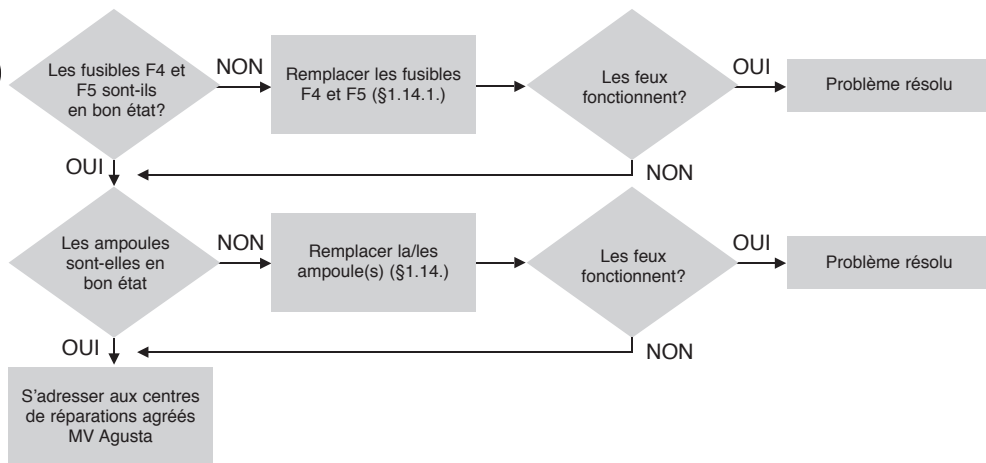 Les fusibles F4 et
F5 sont-ils
en bon état?
NON
Remplacer les fusibles
F4 et F5 (§1.14.1.)
Les feux
fonctionnent?
OUI
Problème résolu
OUI
NON
Les ampoules
sont-elles en
bon état
NON
Remplacer la/les
ampoule(s) (§1.14.)
Les feux
fonctionnent?
OUI
Problème résolu
OUI
NON
S'adresser aux centres
de réparations agréés
MV Agusta